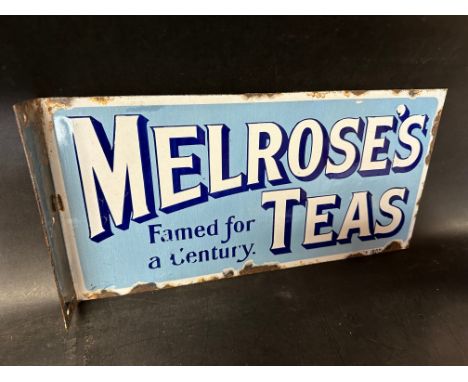 MELROSE'S
Famed for
a Century.
TEAS